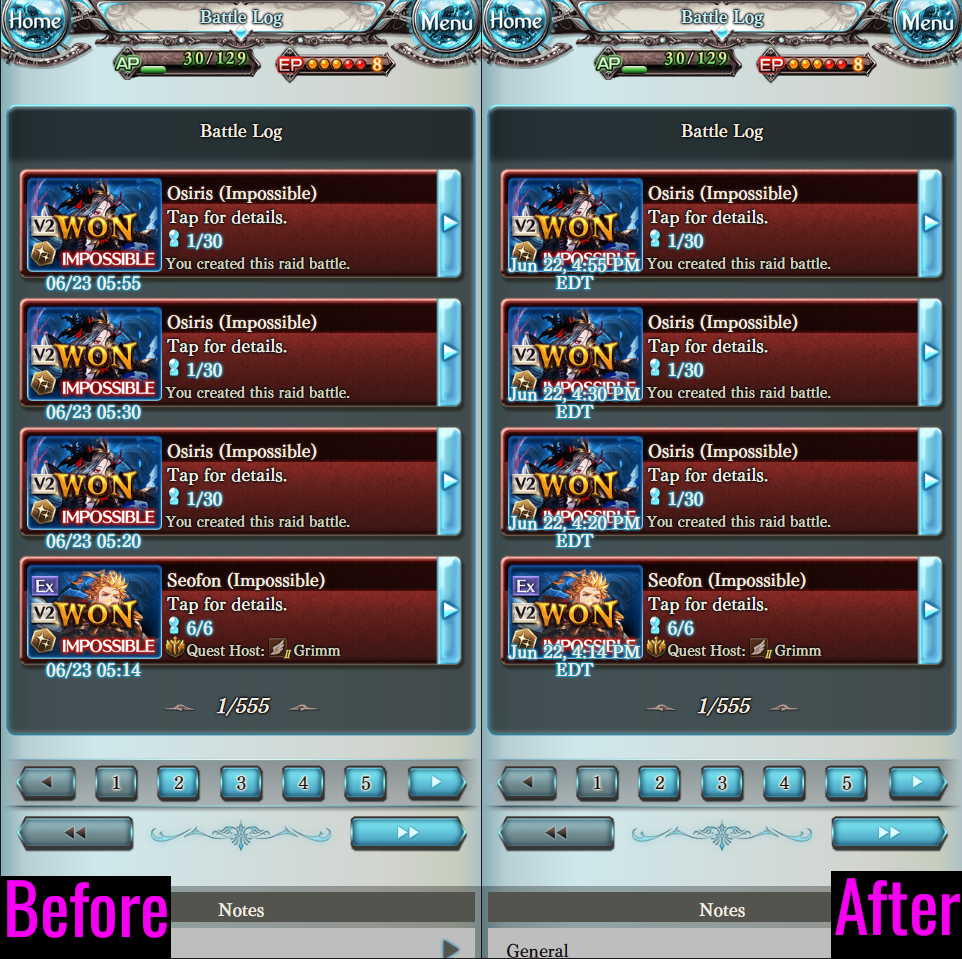 Home
Battle Log
Menu
AP 30/129
EP 8
Battle Log
Osiris (Impossible)
Tap for details.
V2
WON
1/30
IMPOSSIBLE
You created this raid battle.
06/23 05:55
Osiris (Impossible)
Tap for details.
V2
WON
1/30
IMPOSSIBLE
You created this raid battle.
06/23 05:30
Osiris (Impossible)
Tap for details.
V2
WON
1/30
IMPOSSIBLE
You created this raid battle.
06/23 05:20
Seofon (Impossible)
Ex
Tap for details.
V2
WON
6/6
IMPOSSIBLE
Quest Host: II Grimm
06/23 05:14
1/555
1 2 3 4 5
Before
Notes
Home
Battle Log
Menu
AP 30/129
EP 8
Battle Log
Osiris (Impossible)
Tap for details.
V2
WON
1/30
IMPOSSIBLE
You created this raid battle.
Jun 22, 4:55 PM
EDT
Osiris (Impossible)
Tap for details.
V2
WON
1/30
IMPOSSIBLE
You created this raid battle.
Jun 22, 4:30 PM
EDT
Osiris (Impossible)
Tap for details.
V2
WON
1/30
IMPOSSIBLE
You created this raid battle.
Jun 22, 4:20 PM
EDT
Seofon (Impossible)
Ex
Tap for details.
V2
WON
6/6
IMPOSSIBLE
Quest Host: II Grimm
Jun 22, 4:14 PM
EDT
1/555
1 2 3 4 5
Notes
After
General